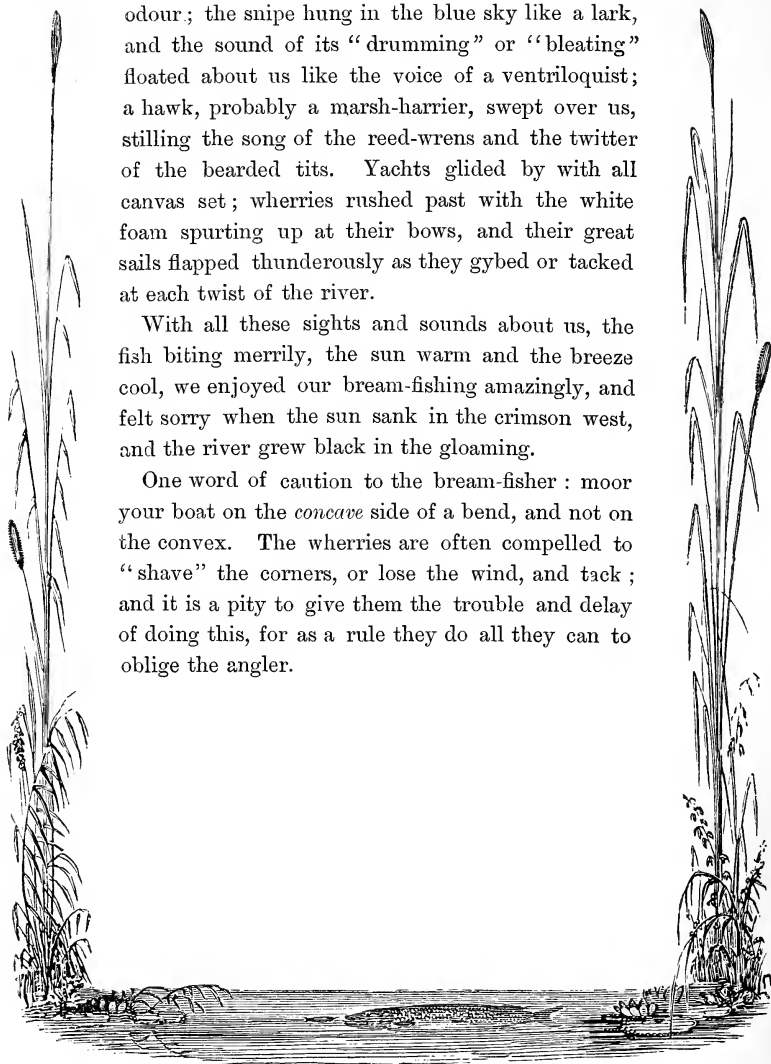 odour.; the snipe hung in the blue sky like a lark,
and the sound of its “drumming” or “bleating”
floated about us like the voice of a ventriloquist;
a hawk, probably a marsh-harrier, swept over us,
stilling the song of the reed-wrens and the twitter
of the bearded tits. Yachts glided by with all
canvas set; wherries rushed past with the white
foam spurting up at their bows, and their great
sails flapped thunderously as they gybed or tacked
at each twist of the river.
With all these sights and sounds about us, the
fish biting merrily, the sun warm and the breeze
cool, we enjoyed our bream-fishing amazingly, and
felt sorry when the sun sank in the crimson west,
and the river grew black in the gloaming.
One word of caution to the bream-fisher: moor
your boat on the concave side of a bend, and not on
the convex. The wherries are often compelled to
“shave” the corners, or lose the wind, and tack;
and it is a pity to give them the trouble and delay
of doing this, for as a rule they do all they can to
oblige the angler.